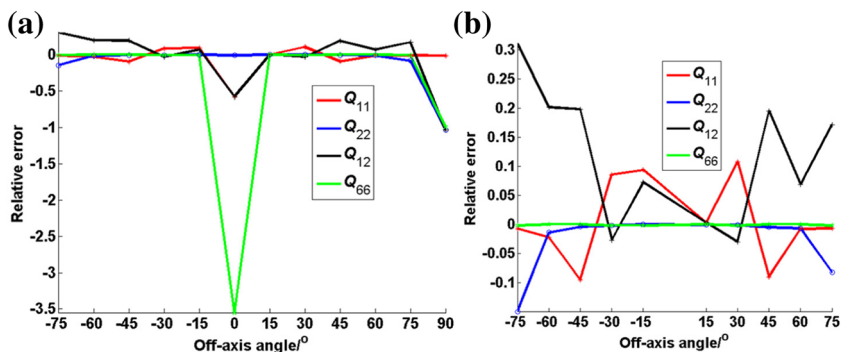 (a)
Relative error
0
-0.5
-1
-1.5
-2
-2.5
-3
-3.5
-75 -60 -45 -30 -15 0 15 30 45 60 75 90
Off-axis angle/°
Q11
Q22
Q12
Q66
(b)
Relative error
0.3
0.25
0.2
0.15
0.1
0.05
0
-0.05
-0.1
-75 -60 -45 -30 -15 15 30 45 60 75
Off-axis angle/°
Q11
Q22
Q12
Q66